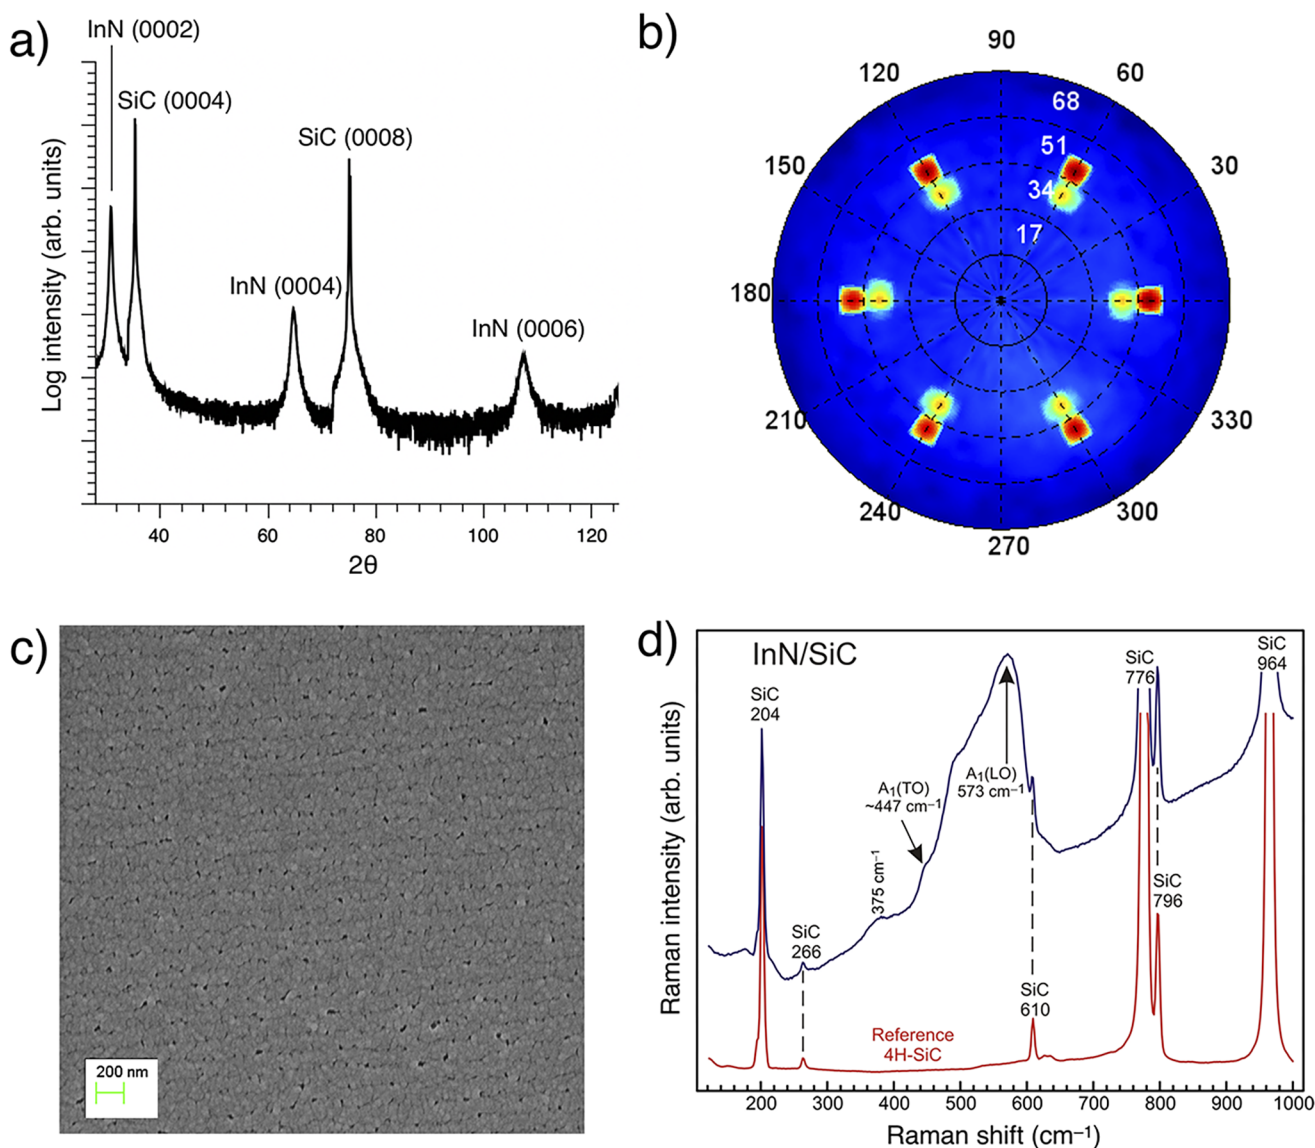 a)
InN (0002)
SiC (0004)
SiC (0008)
InN (0004)
InN (0006)
Log intensity (arb. units)
40
60
80
100
120
2θ
b)
90
120
60
68
51
150
30
34
17
180
210
330
240
300
270
c)
200 nm
d)
InN/SiC
SiC
204
SiC
266
375 cm⁻¹
A₁(TO)
~447 cm⁻¹
A₁(LO)
573 cm⁻¹
SiC
610
SiC
776
SiC
796
SiC
964
Reference
4H-SiC
Raman intensity (arb. units)
200
300
400
500
600
700
800
900
1000
Raman shift (cm⁻¹)